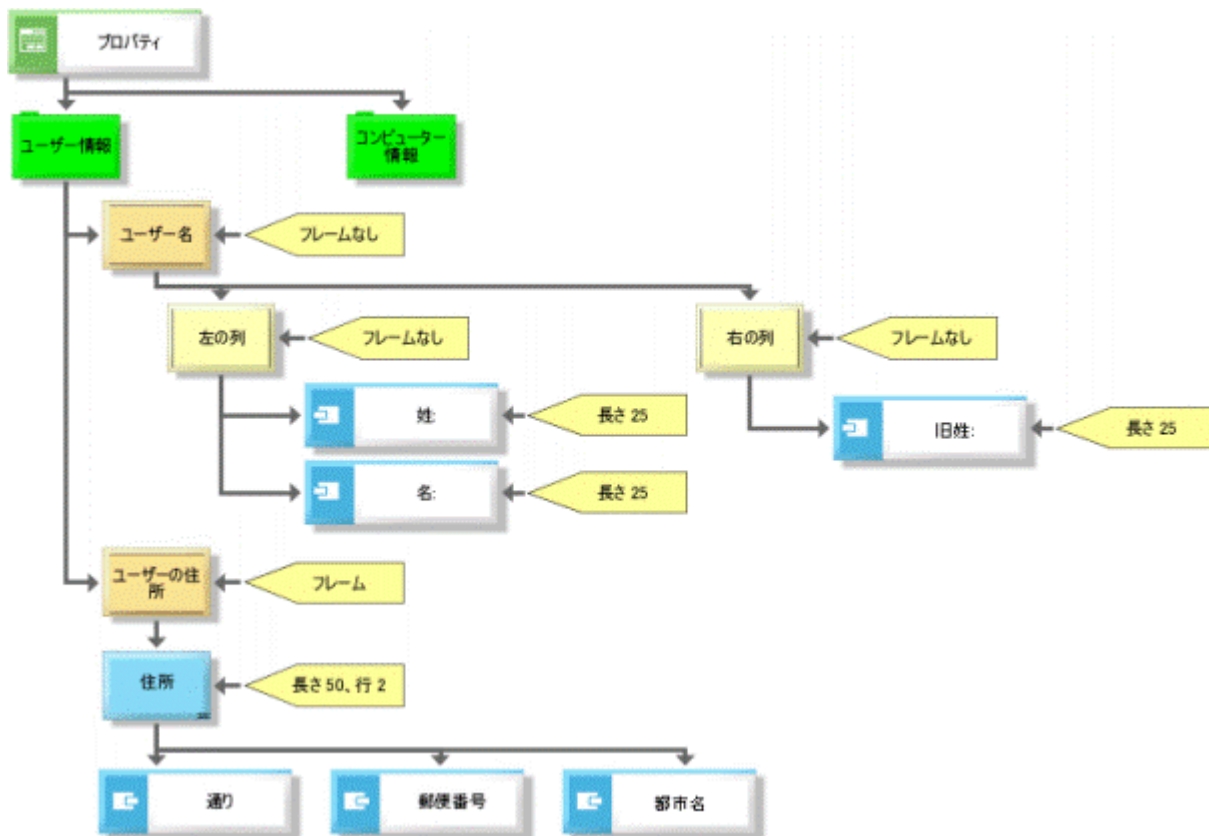 プロパティ
ユーザー情報
コンピューター
情報
ユーザー名
フレームなし
左の列
フレームなし
右の列
フレームなし
姓:
長さ 25
旧姓:
長さ 25
名:
長さ 25
ユーザーの住
所
フレーム
住所
長さ 50、行 2
通り
郵便番号
都市名